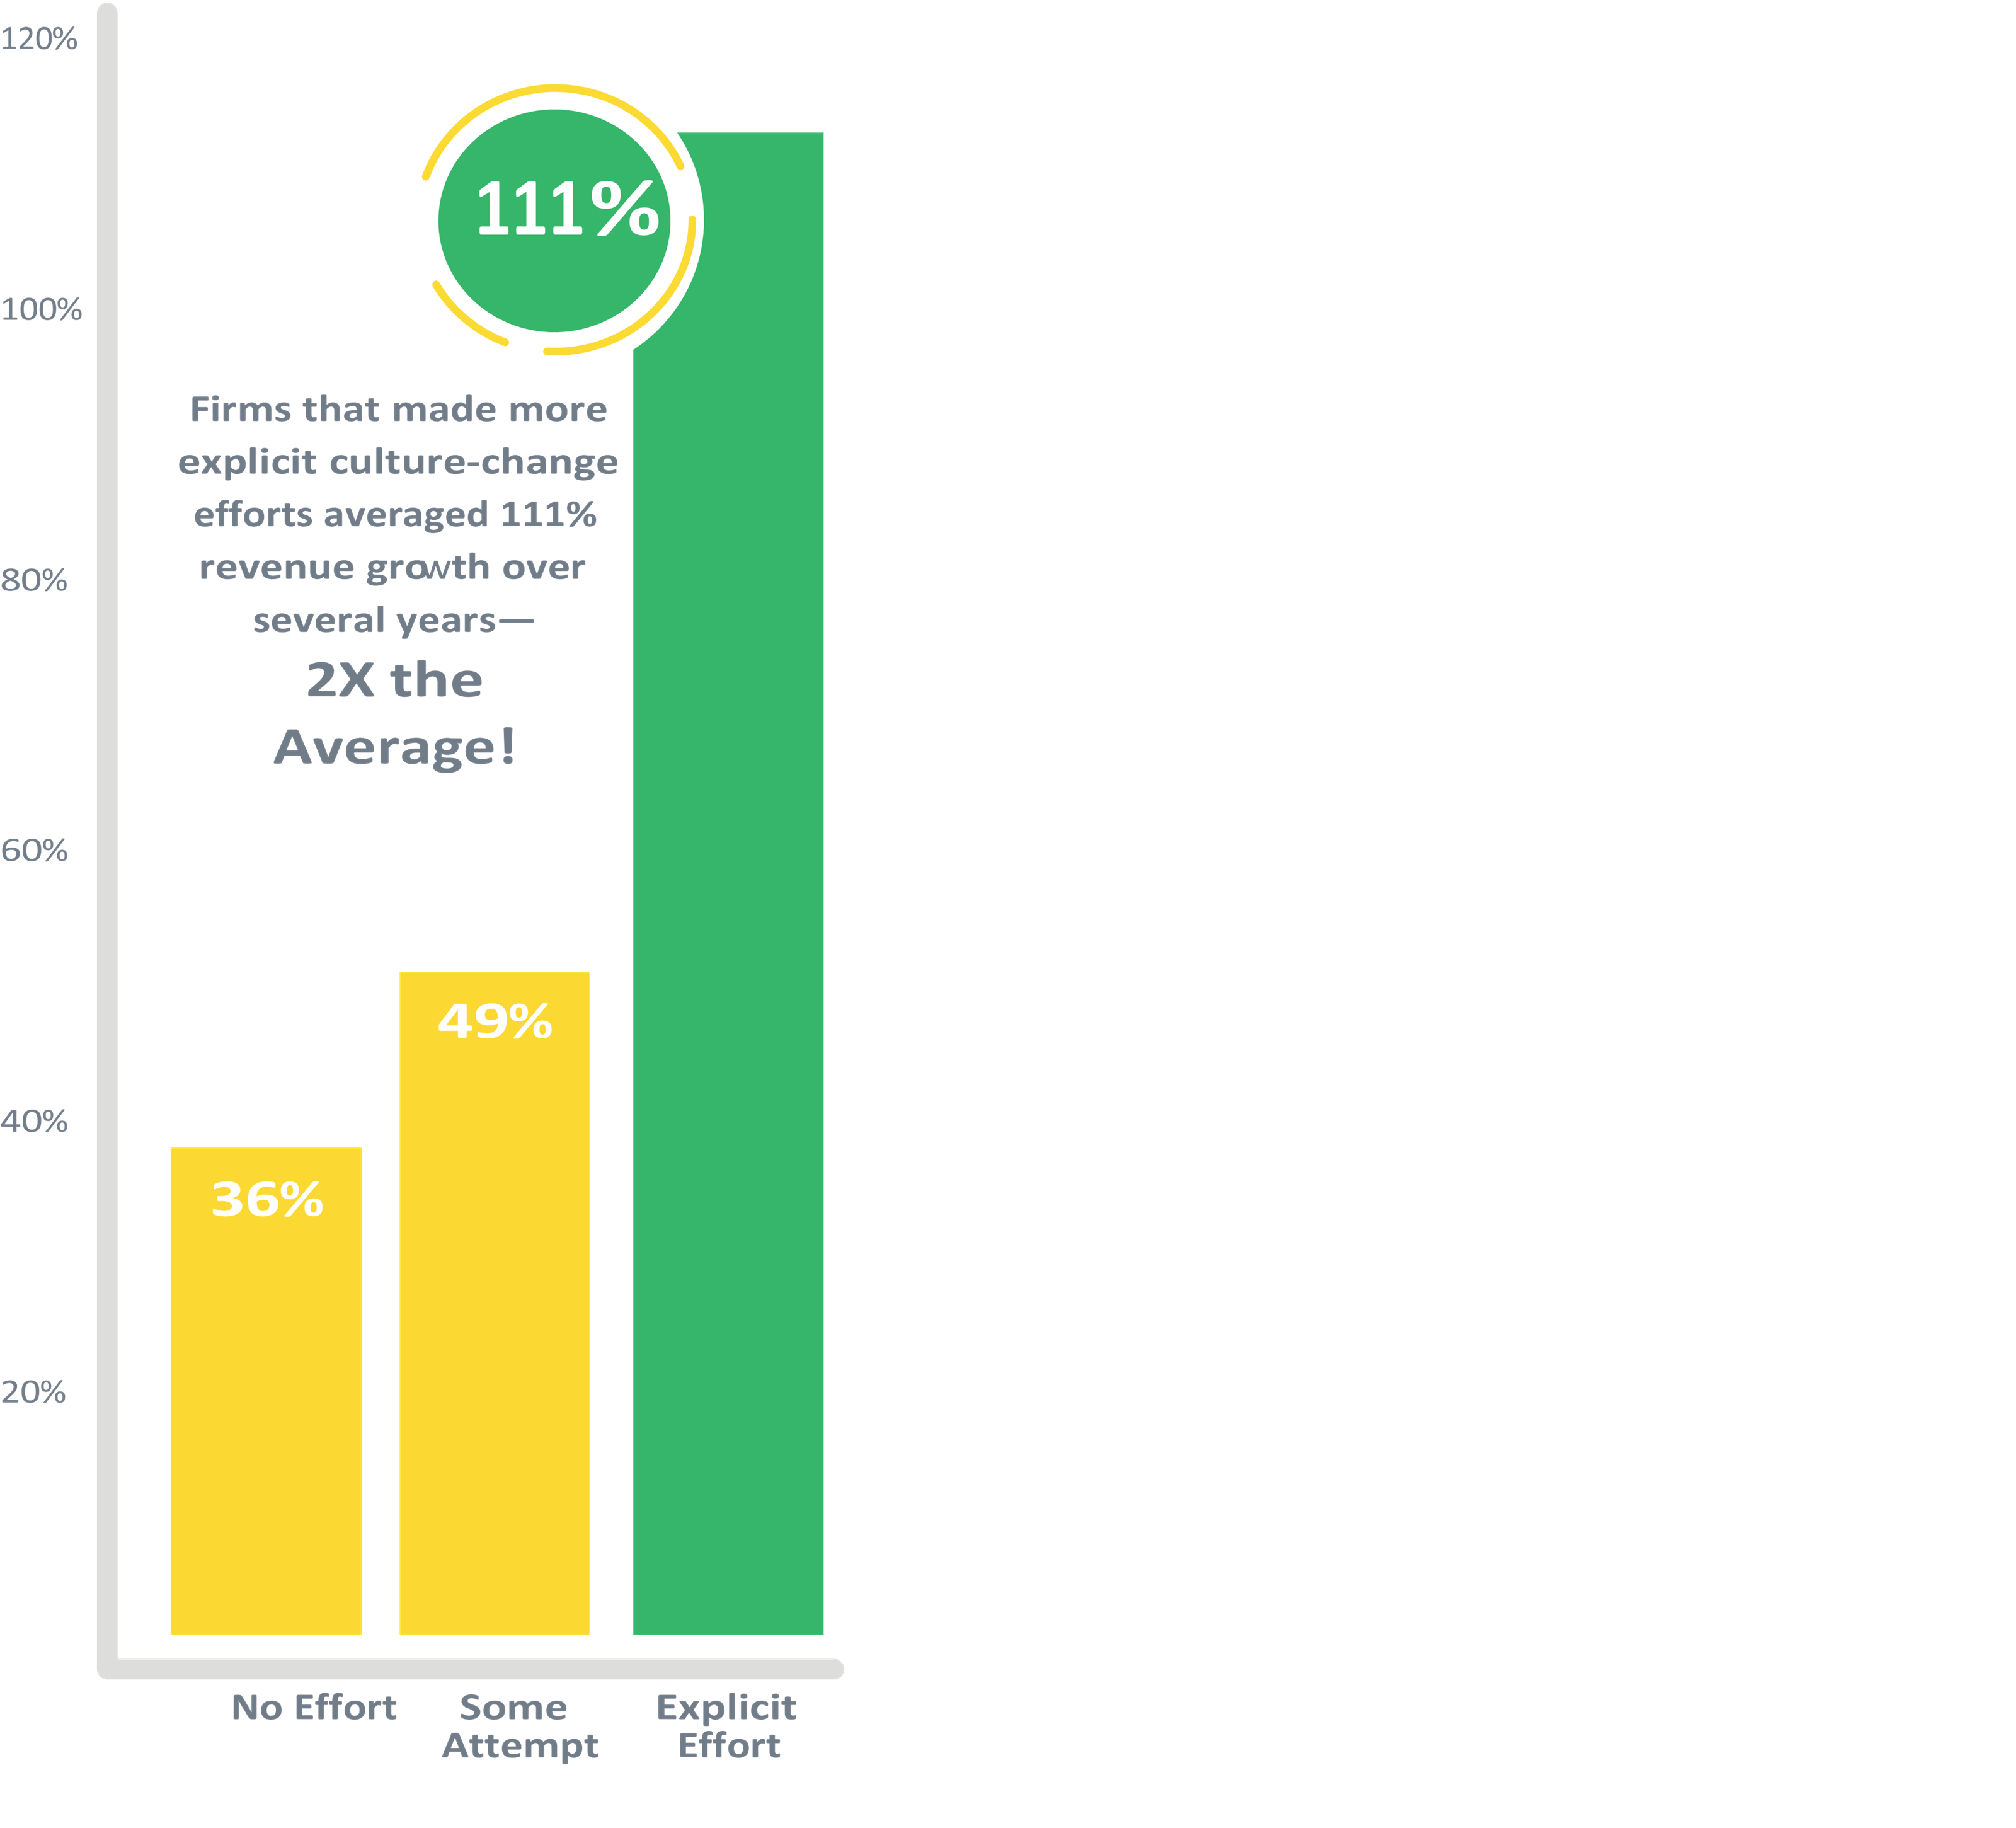 120%
111%
100%
Firms that made more
explicit culture-change
efforts averaged 111%
revenue growth over
several years—
2X the
Average!
80%
60%
49%
40%
36%
20%
No Effort
Some
Attempt
Explicit
Effort